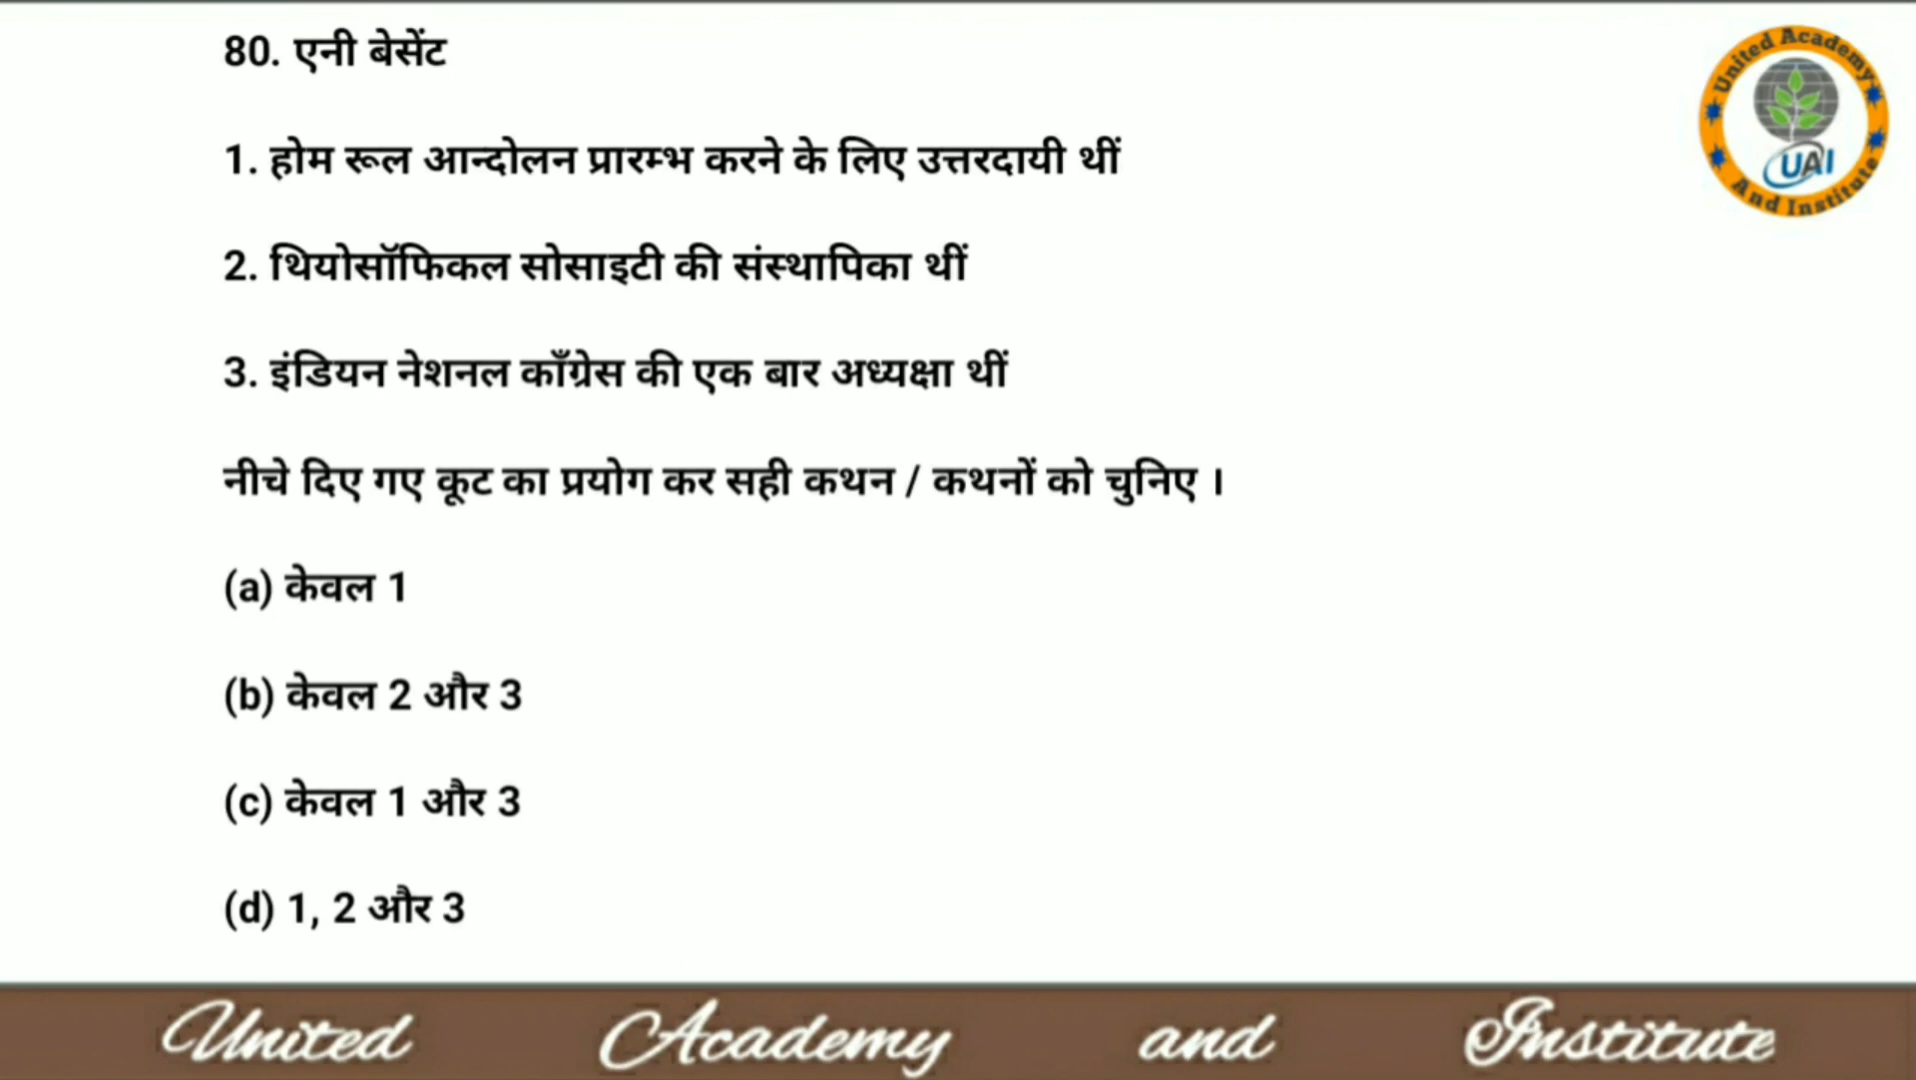 80. एनी बेसेंट
1. होम रूल आन्दोलन प्रारम्भ करने के लिए उत्तरदायी थीं
2. थियोसॉफिकल सोसाइटी की संस्थापिका थीं
3. इंडियन नेशनल काँग्रेस की एक बार अध्यक्षा थीं
नीचे दिए गए कूट का प्रयोग कर सही कथन / कथनों को चुनिए ।
(a) केवल 1
(b) केवल 2 और 3
(c) केवल 1 और 3
(d) 1, 2 और 3
United Academy
UAI
And Institute
United Academy and Institute